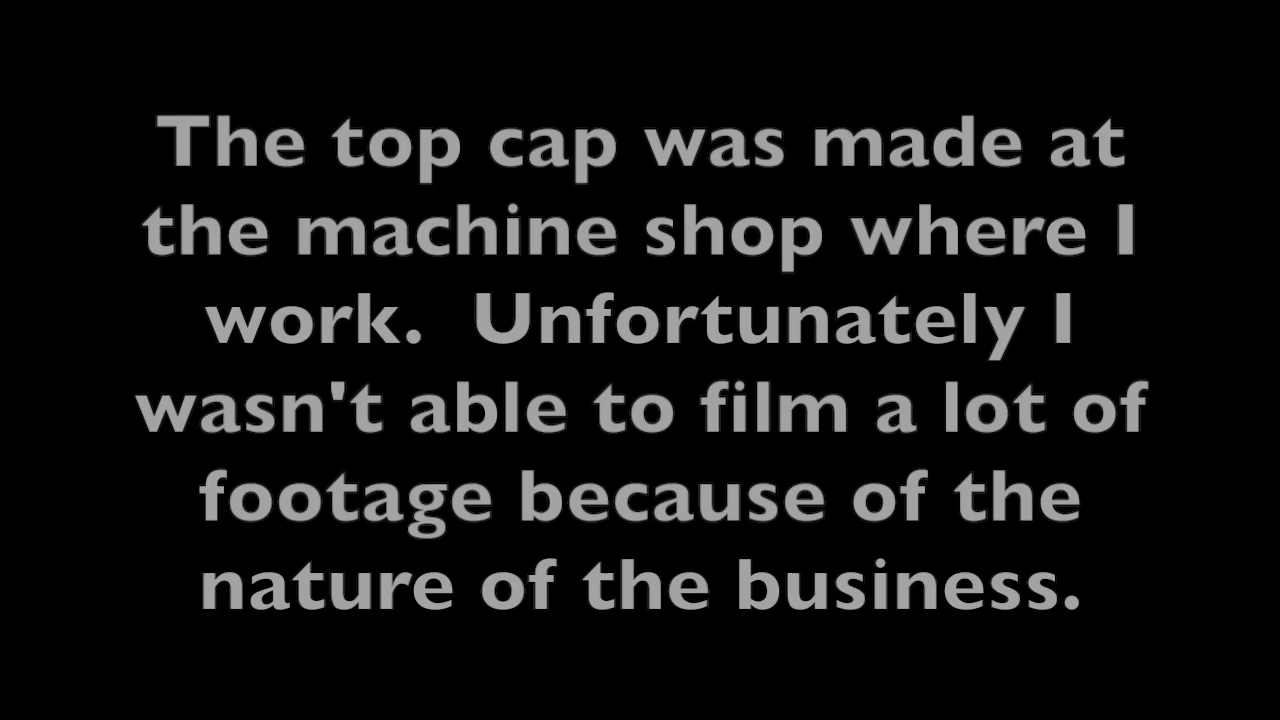 The top cap was made at
the machine shop where I
work.  Unfortunately I
wasn't able to film a lot of
footage because of the
nature of the business.